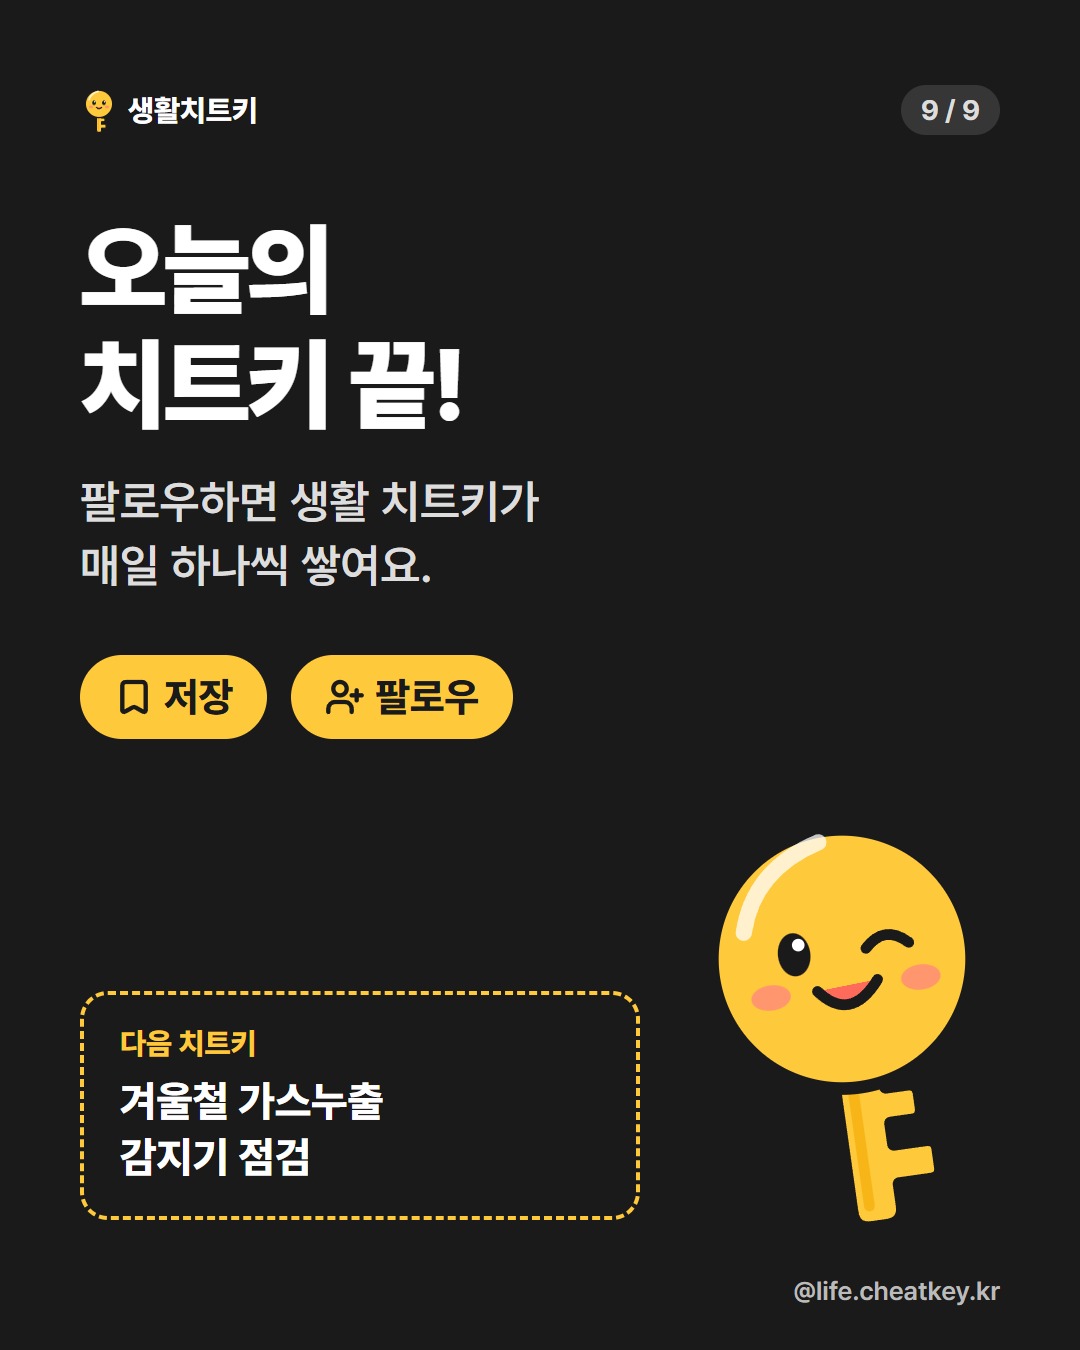 생활치트키
9 / 9
오늘의
치트키 끝!
팔로우하면 생활 치트키가
매일 하나씩 쌓여요.
저장
팔로우
다음 치트키
겨울철 가스누출
감지기 점검
@life.cheatkey.kr